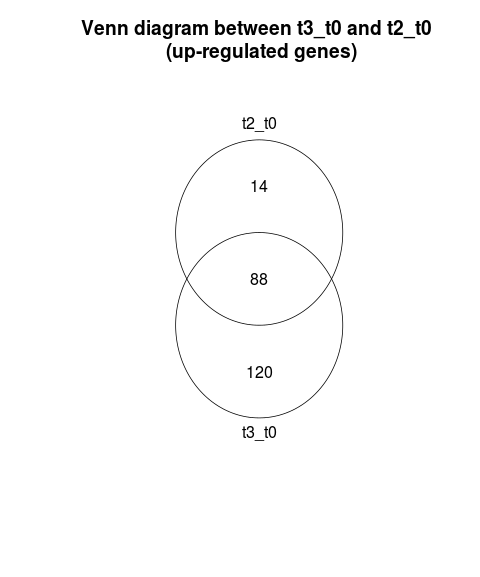 Venn diagram between t3_t0 and t2_t0
(up-regulated genes)
t2_t0
14
88
120
t3_t0